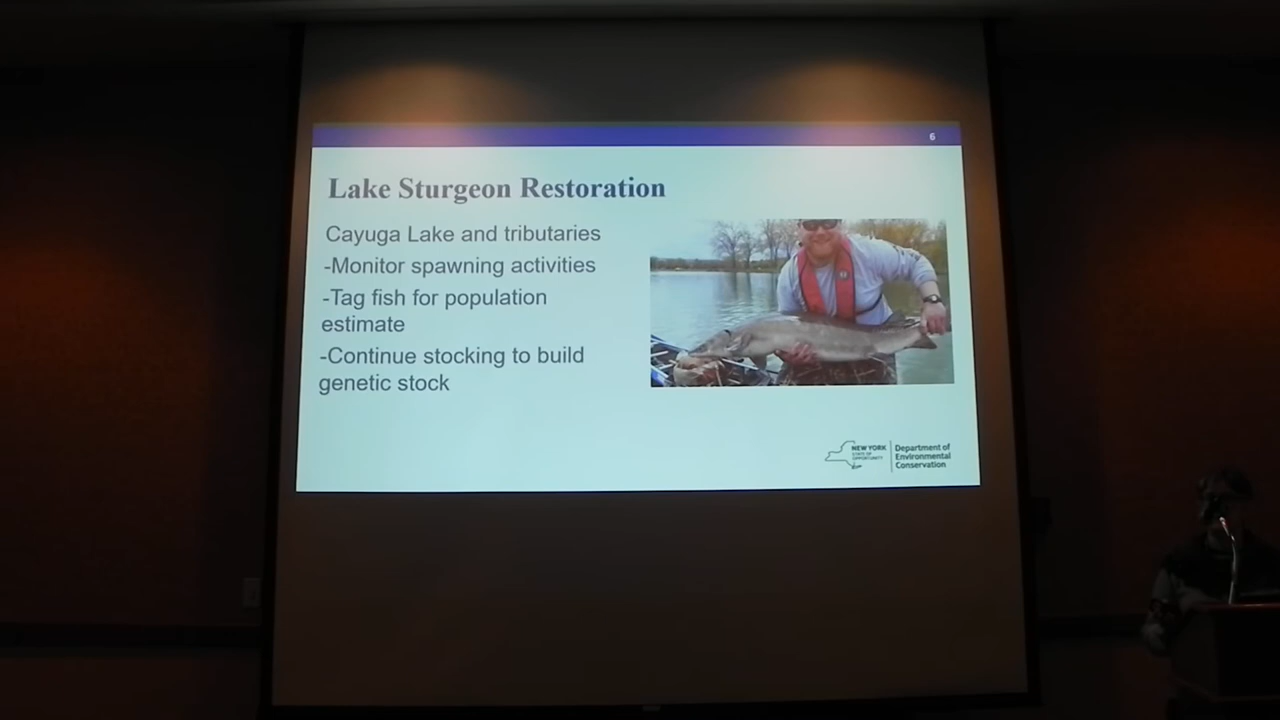 6
Lake Sturgeon Restoration
Cayuga Lake and tributaries
-Monitor spawning activities
-Tag fish for population
estimate
-Continue stocking to build
genetic stock
NEW YORK
STATE OF
OPPORTUNITY
Department of
Environmental
Conservation